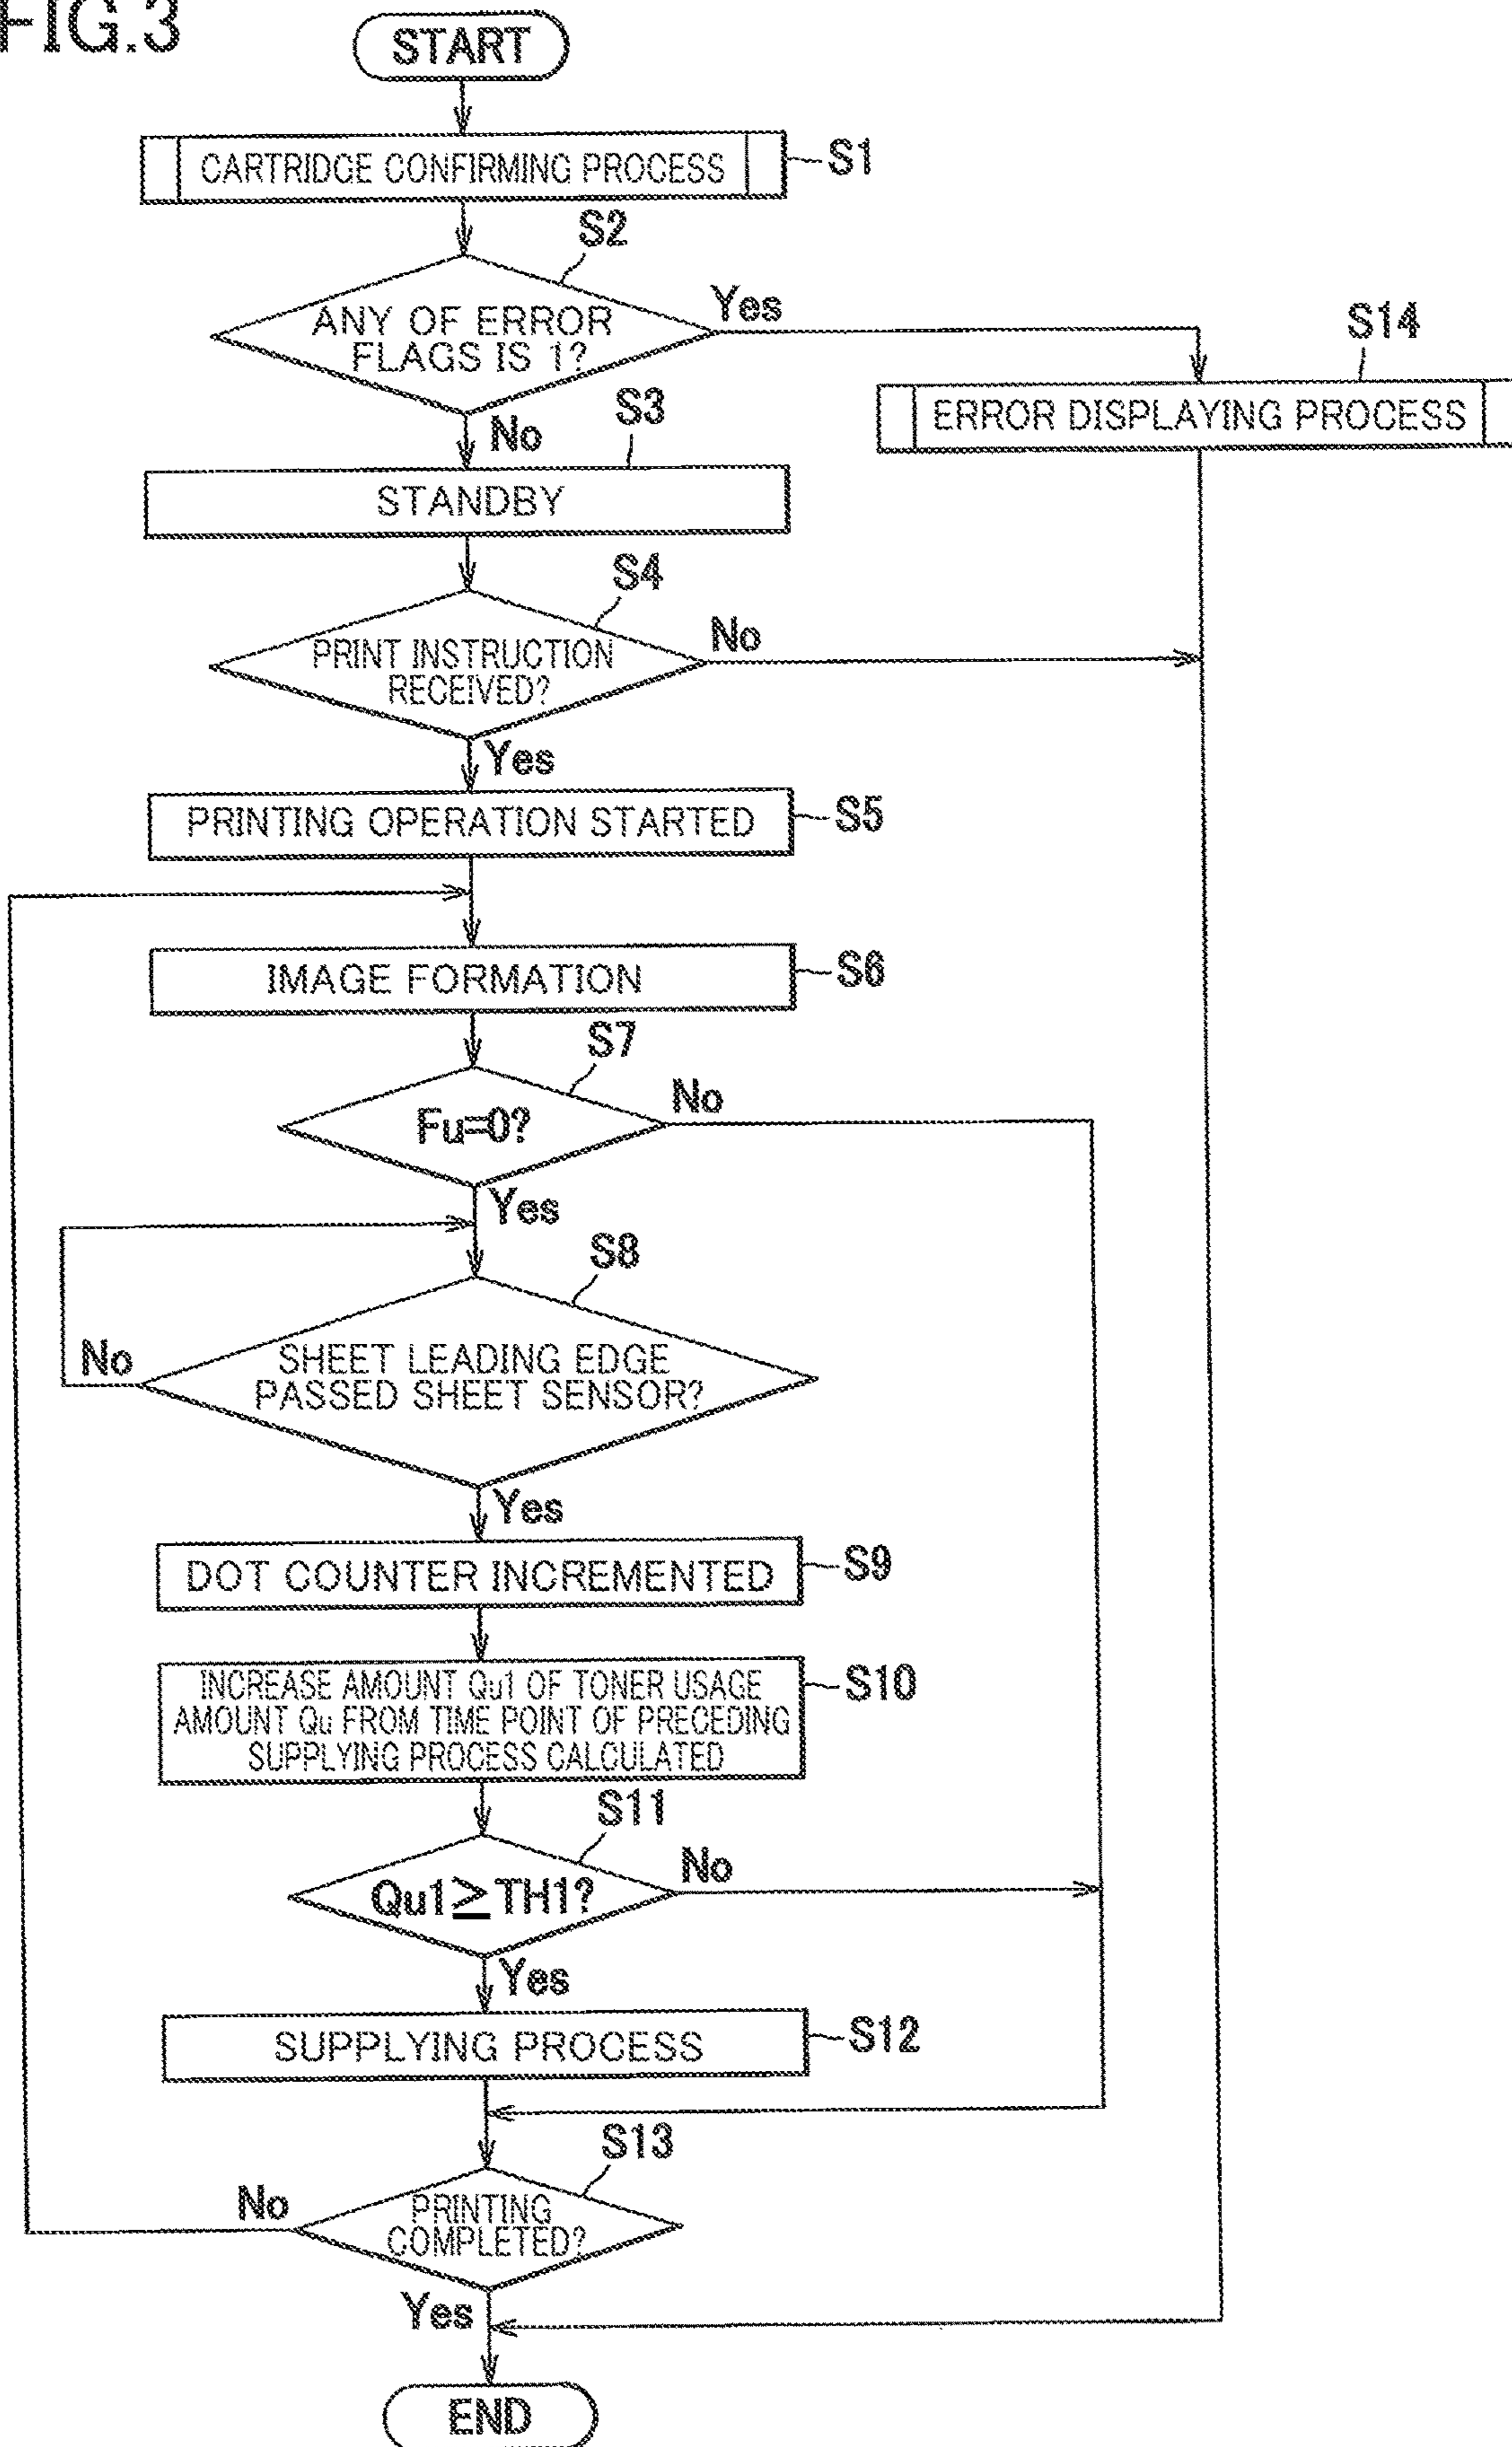 FIG.3
START
CARTRIDGE CONFIRMING PROCESS
S1
S2
ANY OF ERROR
FLAGS IS 1?
Yes
No
S14
ERROR DISPLAYING PROCESS
S3
STANDBY
S4
PRINT INSTRUCTION
RECEIVED?
No
Yes
PRINTING OPERATION STARTED
S5
IMAGE FORMATION
S6
S7
Fu=0?
No
Yes
S8
SHEET LEADING EDGE
PASSED SHEET SENSOR?
No
Yes
DOT COUNTER INCREMENTED
S9
INCREASE AMOUNT Qu1 OF TONER USAGE
AMOUNT Qu FROM TIME POINT OF PRECEDING
SUPPLYING PROCESS CALCULATED
S10
S11
Qu1≧TH1?
No
Yes
SUPPLYING PROCESS
S12
S13
PRINTING
COMPLETED?
No
Yes
END